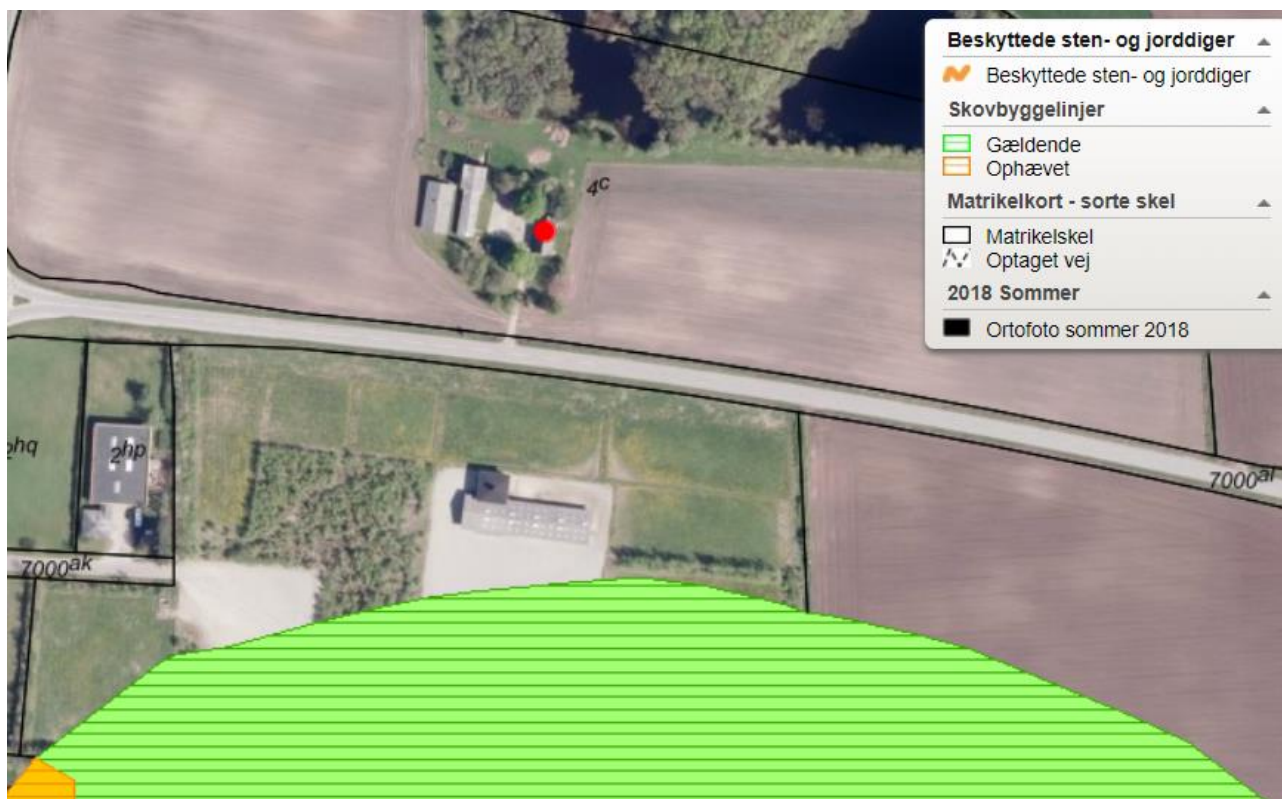 Beskyttede sten- og jorddiger
Beskyttede sten- og jorddiger
Skovbyggelinjer
Gældende
Ophævet
Matrikelkort - sorte skel
Matrikelskel
Optaget vej
2018 Sommer
Ortofoto sommer 2018
4c
2hq
2hp
7000al
7000ak